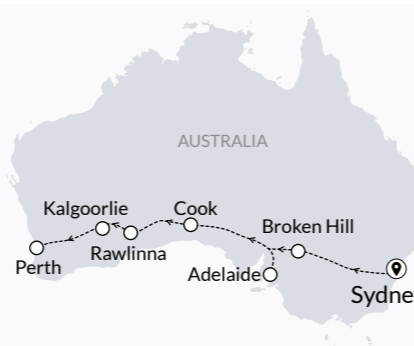 AUSTRALIA
Kalgoorlie
Cook
Broken Hill
Rawlinna
Perth
Adelaide
Sydne